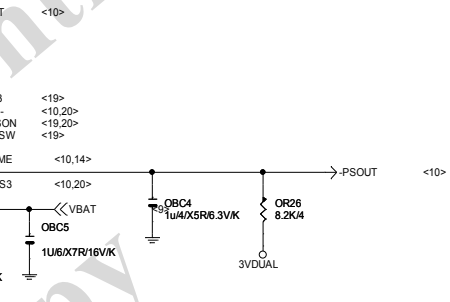 <10>
<19>
<10,20>
<19,20>
<19>
<10,14>
-PSOUT <10>
<10,20>
OBC4
1u/4/X5R/6.3V/K
<9>
OR26
8.2K/4
VBAT
OBC5
1U/6/X7R/16V/K
3VDUAL